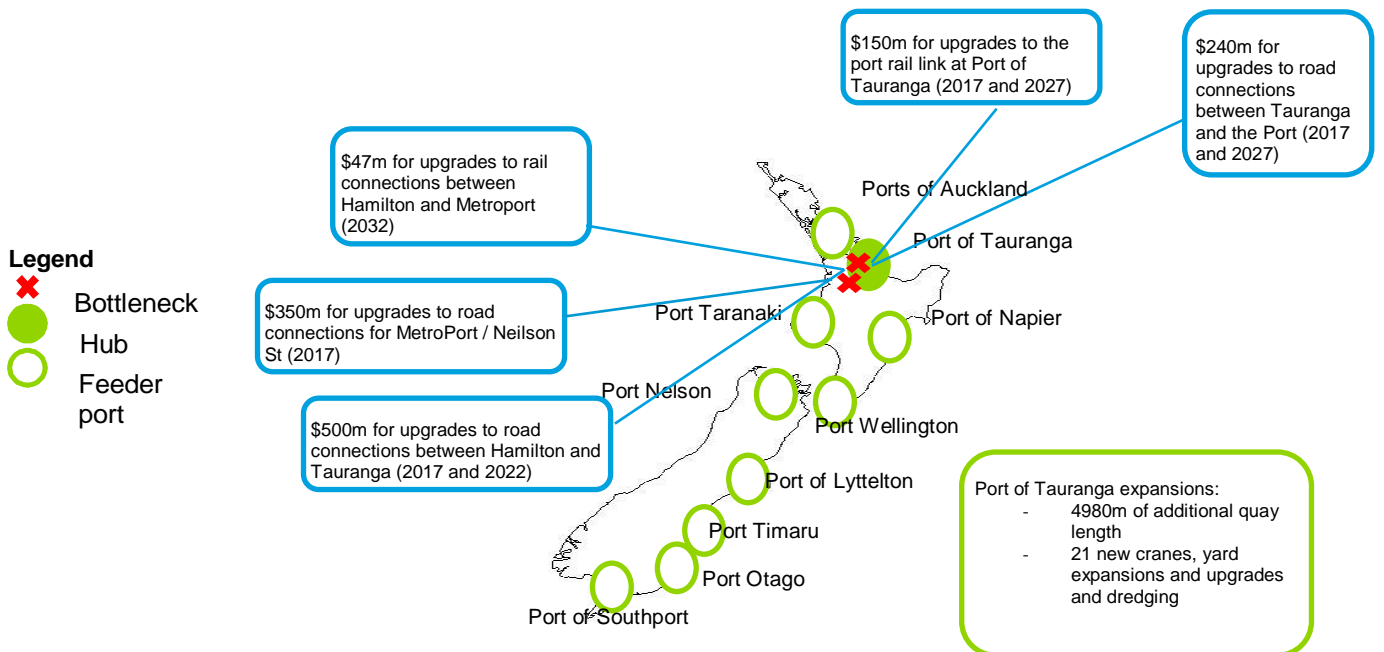 $150m for upgrades to the
port rail link at Port of
Tauranga (2017 and 2027)
$240m for
upgrades to road
connections
between Tauranga
and the Port (2017
and 2027)
$47m for upgrades to rail
connections between
Hamilton and Metroport
(2032)
Ports of Auckland
Port of Tauranga
Legend
Bottleneck
Hub
Feeder
port
$350m for upgrades to road
connections for MetroPort / Neilson
St (2017)
Port Taranaki
Port of Napier
Port Nelson
Port Wellington
$500m for upgrades to road
connections between Hamilton and
Tauranga (2017 and 2022)
Port of Lyttelton
Port Timaru
Port Otago
Port of Southport
Port of Tauranga expansions:
- 4980m of additional quay
length
- 21 new cranes, yard
expansions and upgrades
and dredging